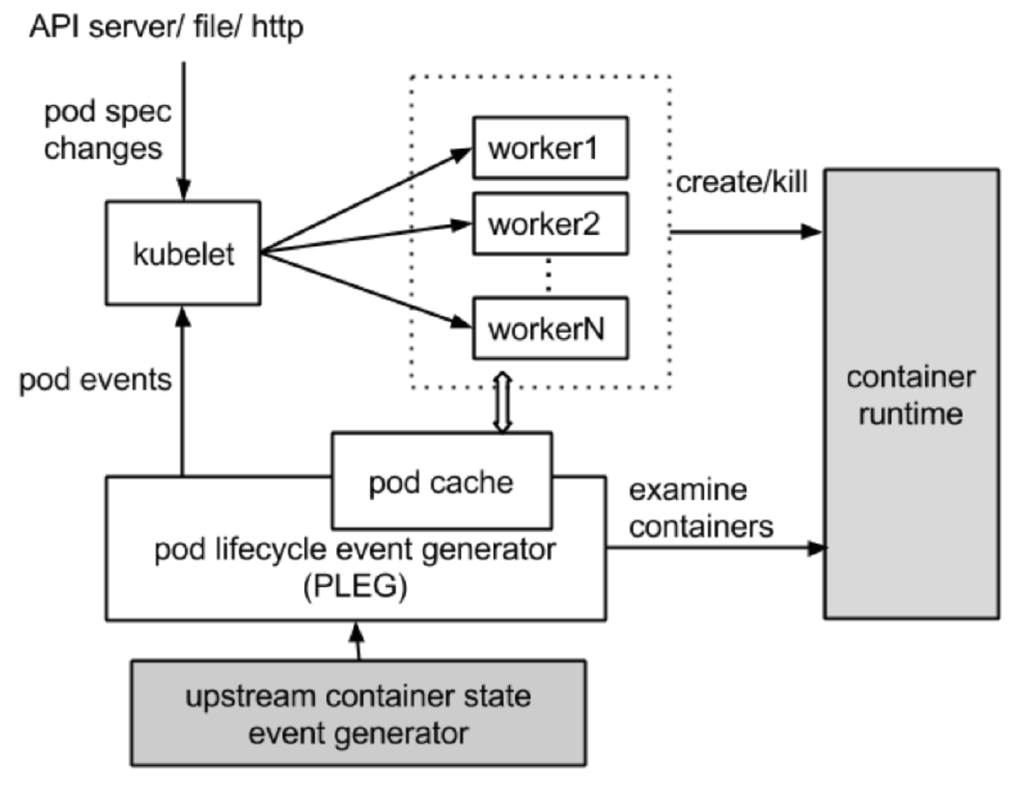 API server/ file/ http
pod spec
changes
kubelet
worker1
worker2
workerN
create/kill
container
runtime
pod events
pod cache
pod lifecycle event generator
(PLEG)
examine
containers
upstream container state
event generator